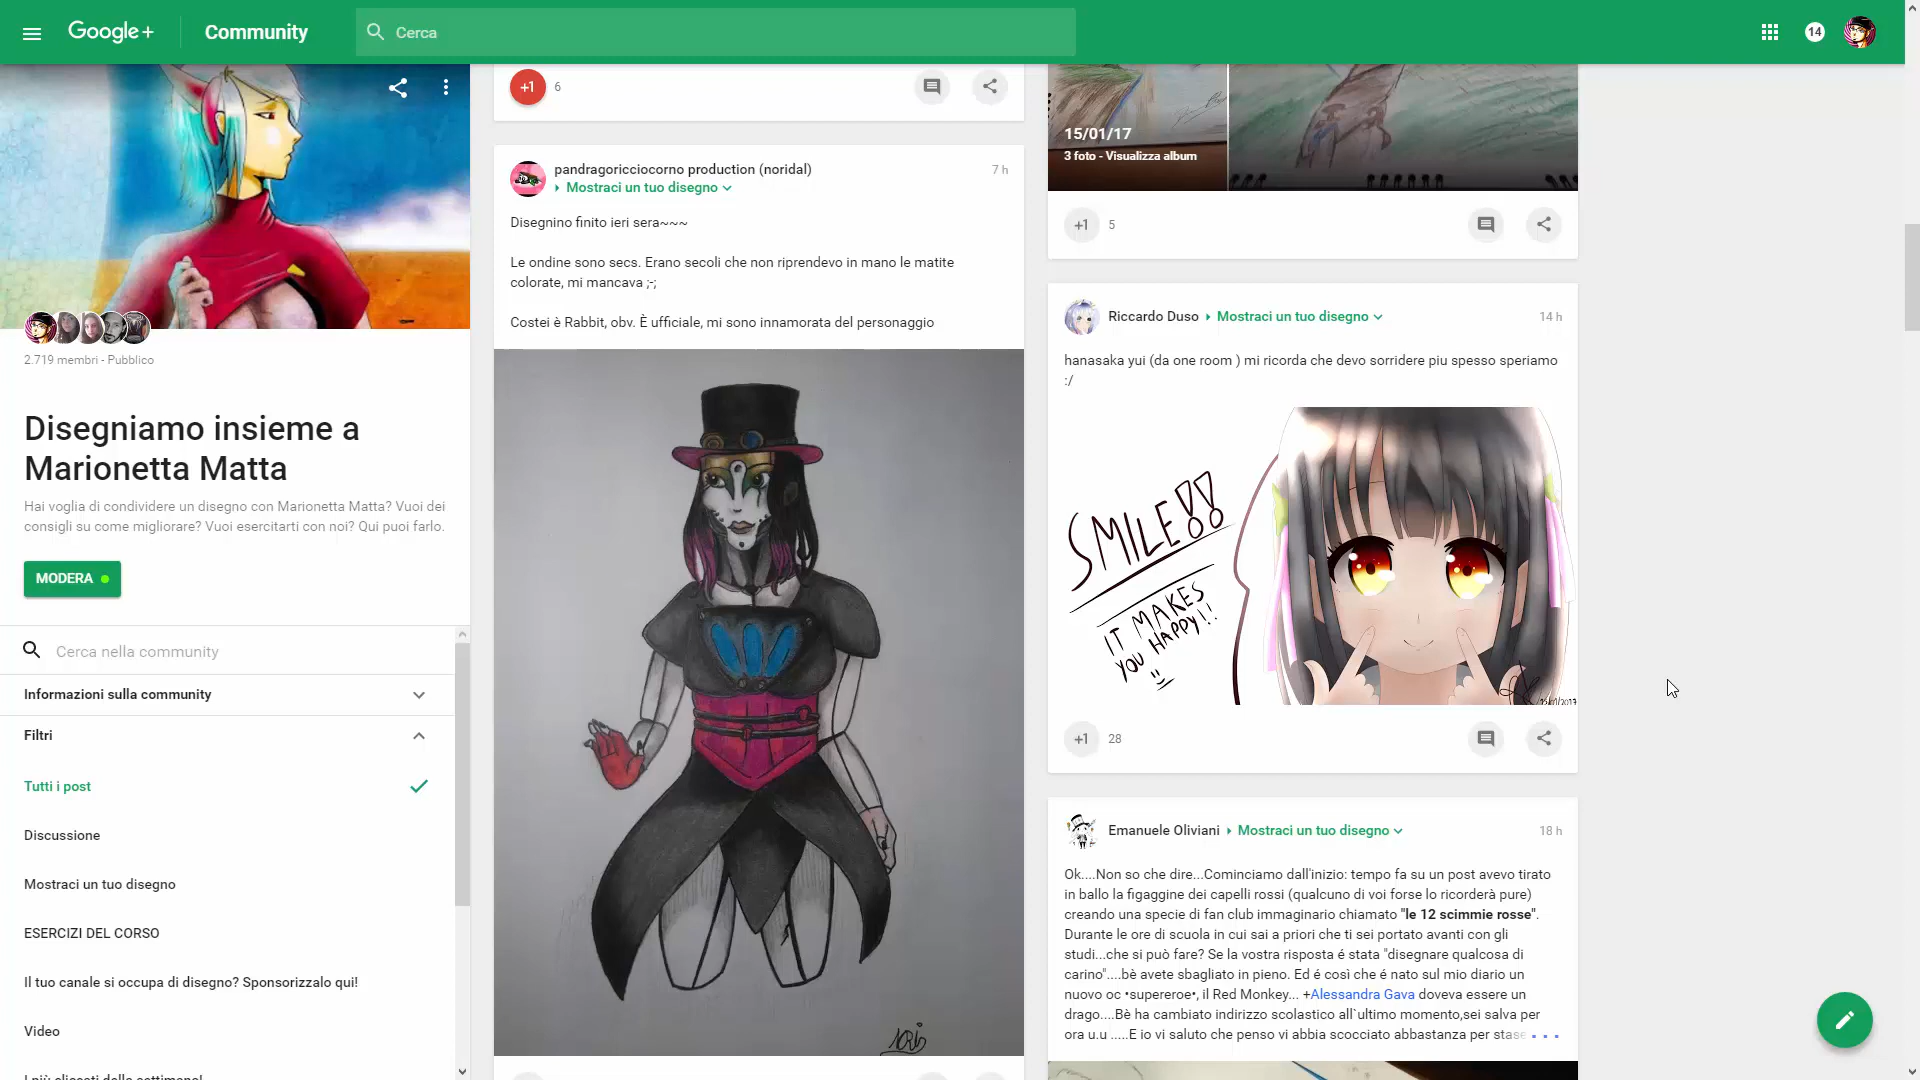 Google+
Community
Cerca
14
2.719 membri - Pubblico
Disegniamo insieme a
Marionetta Matta
Hai voglia di condividere un disegno con Marionetta Matta? Vuoi dei
consigli su come migliorare? Vuoi esercitarti con noi? Qui puoi farlo.
MODERA
Cerca nella community
Informazioni sulla community
Filtri
Tutti i post
Discussione
Mostraci un tuo disegno
ESERCIZI DEL CORSO
Il tuo canale si occupa di disegno? Sponsorizzalo qui!
Video
+1
6
pandragoricciocorno production (noridal)
7 h
Mostraci un tuo disegno
Disegnino finito ieri sera~~~
Le ondine sono secs. Erano secoli che non riprendevo in mano le matite
colorate, mi mancava ;-;
Costei è Rabbit, obv. È ufficiale, mi sono innamorata del personaggio
15/01/17
3 foto - Visualizza album
+1
5
Riccardo Duso
Mostraci un tuo disegno
14 h
hanasaka yui (da one room ) mi ricorda che devo sorridere piu spesso speriamo
:/
SMILE!!
IT MAKES
YOU HAPPY!!
+1
28
Emanuele Oliviani
Mostraci un tuo disegno
18 h
Ok....Non so che dire...Cominciamo dall'inizio: tempo fa su un post avevo tirato
in ballo la figaggine dei capelli rossi (qualcuno di voi forse lo ricorderà pure)
creando una specie di fan club immaginario chiamato "le 12 scimmie rosse".
Durante le ore di scuola in cui sai a priori che ti sei portato avanti con gli
studi...che si può fare? Se la vostra risposta é stata "disegnare qualcosa di
carino"....bè avete sbagliato in pieno. Ed é così che é nato sul mio diario un
nuovo oc •supereroe•, il Red Monkey... +Alessandra Gava doveva essere un
drago....Bè ha cambiato indirizzo scolastico all`ultimo momento,sei salva per
ora u.u .....E io vi saluto che penso vi abbia scocciato abbastanza per stase